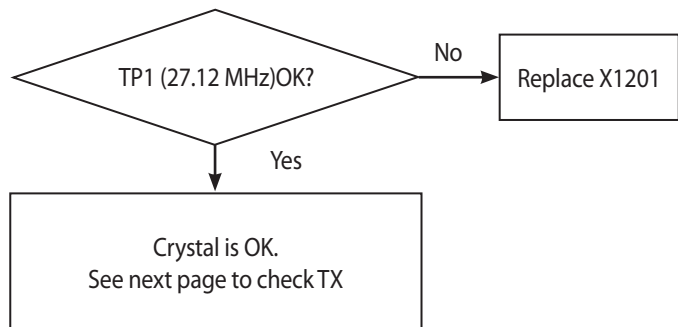 TP1 (27.12 MHz)OK?
No
Replace X1201
Yes
Crystal is OK.
See next page to check TX